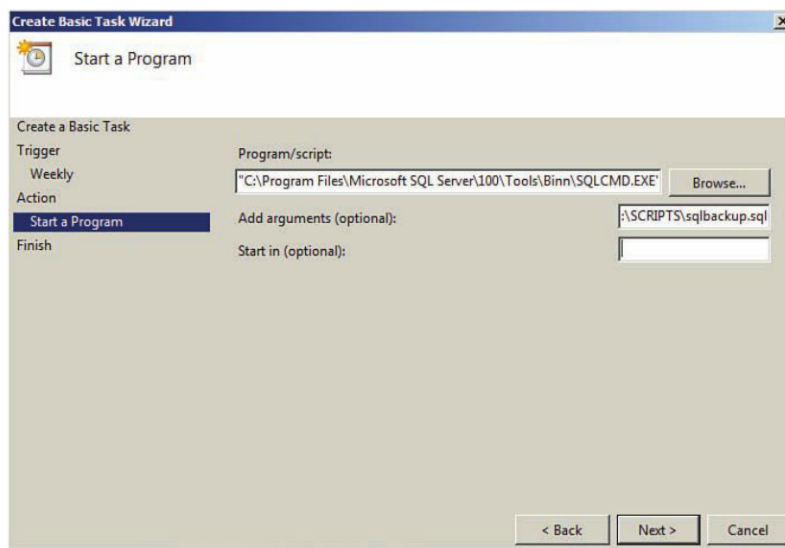 Create Basic Task Wizard
Start a Program
Create a Basic Task
Trigger
Weekly
Action
Start a Program
Finish
Program/script:
"C:\Program Files\Microsoft SQL Server\100\Tools\Binn\SQLCMD.EXE"
Browse...
Add arguments (optional):
:\SCRIPTS\sqlbackup.sql
Start in (optional):
< Back
Next >
Cancel